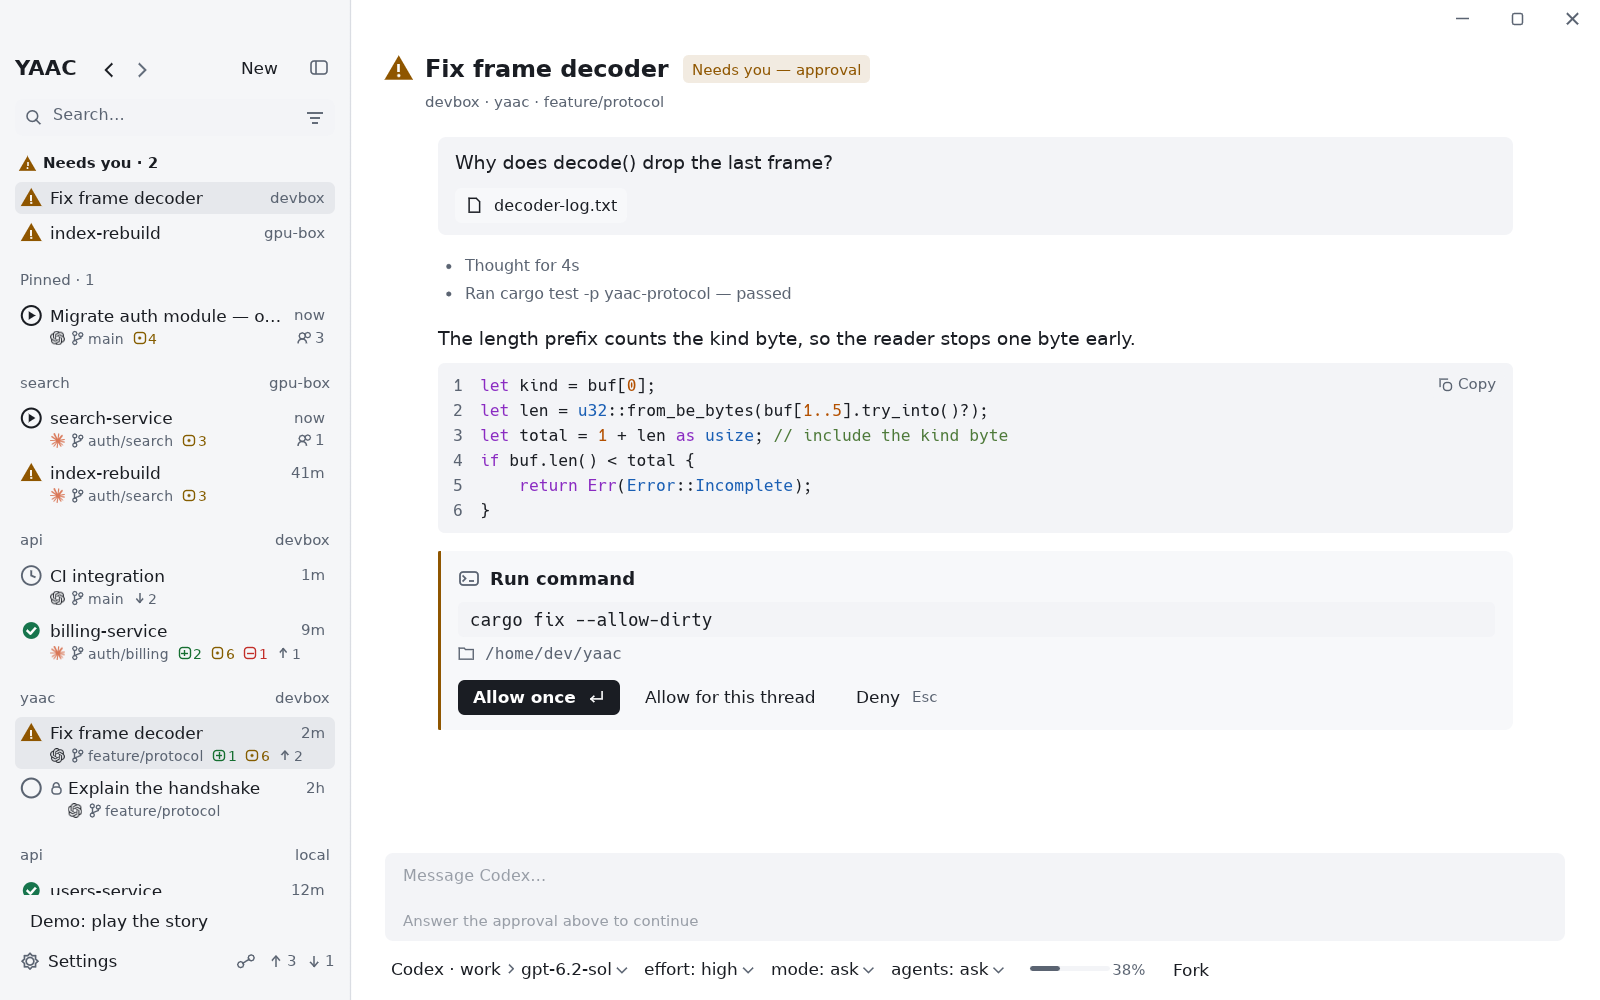 YAAC
New
Search…
Needs you · 2
Fix frame decoder devbox
index-rebuild gpu-box
Pinned · 1
Migrate auth module — o… now
main 4 3
search gpu-box
search-service now
auth/search 3 1
index-rebuild 41m
auth/search 3
api devbox
CI integration 1m
main ↓2
billing-service 9m
auth/billing 2 6 1 ↑1
yaac devbox
Fix frame decoder 2m
feature/protocol 1 6 ↑2
Explain the handshake 2h
feature/protocol
api local
users-service 12m
Demo: play the story
Settings ↑3 ↓1
Fix frame decoder Needs you — approval
devbox · yaac · feature/protocol
Why does decode() drop the last frame?
decoder-log.txt
• Thought for 4s
• Ran cargo test -p yaac-protocol — passed
The length prefix counts the kind byte, so the reader stops one byte early.
Copy
1 let kind = buf[0];
2 let len = u32::from_be_bytes(buf[1..5].try_into()?);
3 let total = 1 + len as usize; // include the kind byte
4 if buf.len() < total {
5     return Err(Error::Incomplete);
6 }
Run command
cargo fix --allow-dirty
/home/dev/yaac
Allow once ↵ Allow for this thread Deny Esc
Message Codex…
Answer the approval above to continue
Codex · work › gpt-6.2-sol effort: high mode: ask agents: ask 38% Fork